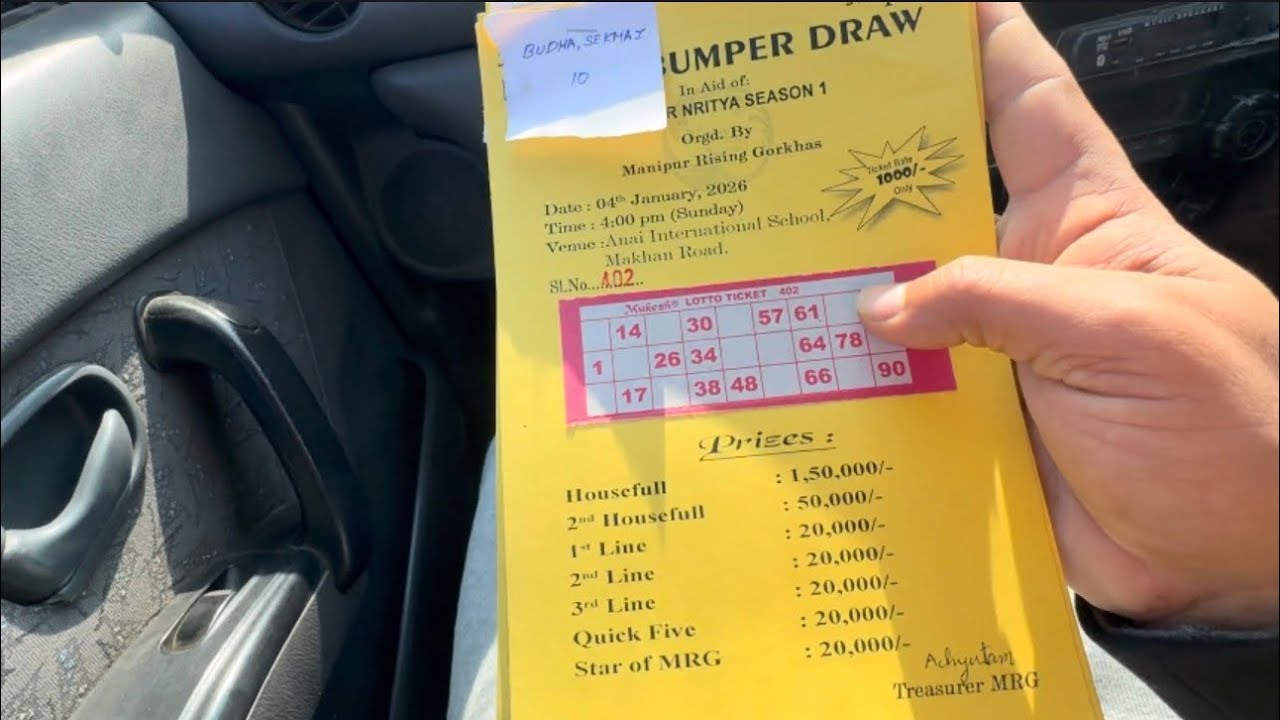 BUDHA, SEKMAI
10
BUMPER DRAW
In Aid of:
R NRITYA SEASON 1
Orgd. By
Manipur Rising Gorkhas
Ticket Rate
1000/-
Only
Date : 04th January, 2026
Time : 4:00 pm (Sunday)
Venue : Anai International School,
Makhan Road.
Sl.No...402...
Mukesh® LOTTO TICKET 402
14 30 57 61
1 26 34 64 78
17 38 48 66 90
Prizes :
Housefull : 1,50,000/-
2nd Housefull : 50,000/-
1st Line : 20,000/-
2nd Line : 20,000/-
3rd Line : 20,000/-
Quick Five : 20,000/-
Star of MRG : 20,000/-
Achyutam
Treasurer MRG
MUSIC SPEAKERS